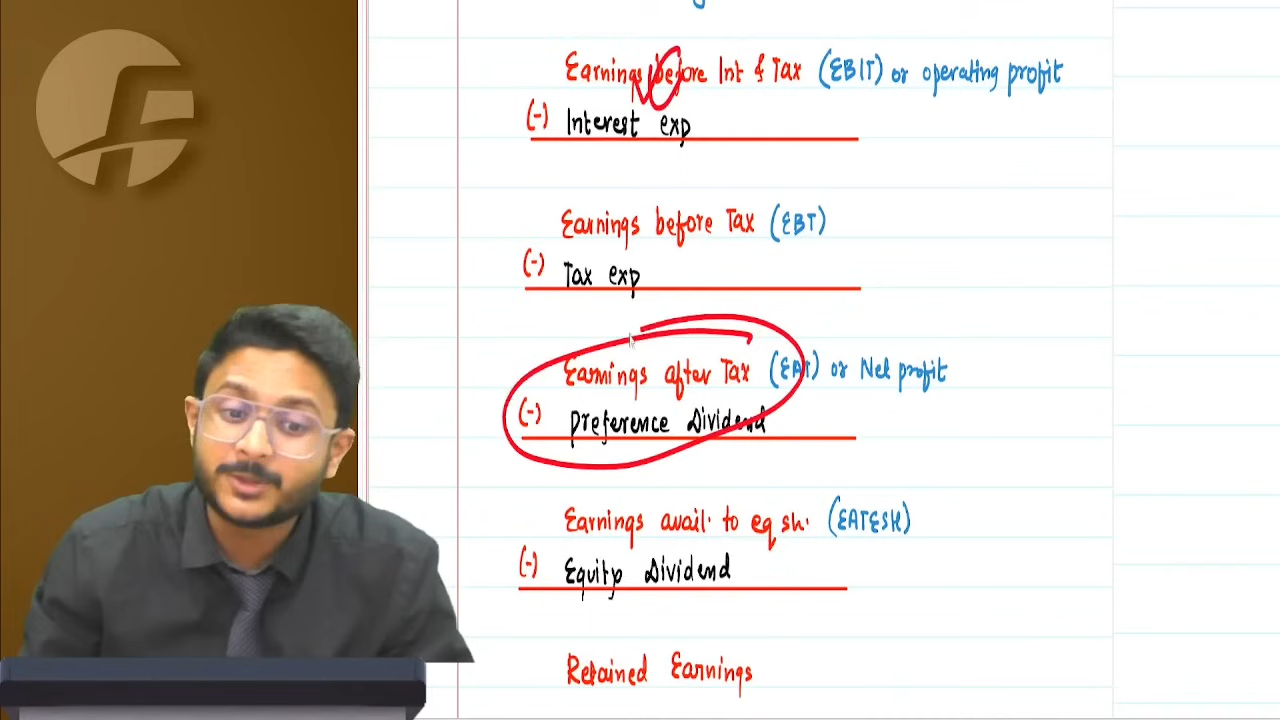 Earnings before Int & Tax (EBIT) or operating profit
(-) Interest exp
Earnings before Tax (EBT)
(-) Tax exp
Earnings after Tax (EAT) or Net profit
(-) Preference Dividend
Earnings avail. to eq sh. (EATESH)
(-) Equity Dividend
Retained Earnings